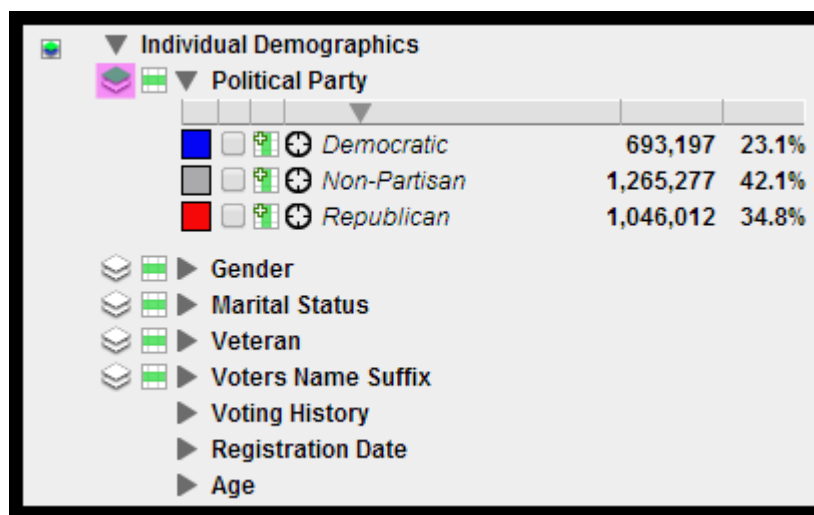 Individual Demographics
Political Party
Democratic 693,197 23.1%
Non-Partisan 1,265,277 42.1%
Republican 1,046,012 34.8%
Gender
Marital Status
Veteran
Voters Name Suffix
Voting History
Registration Date
Age